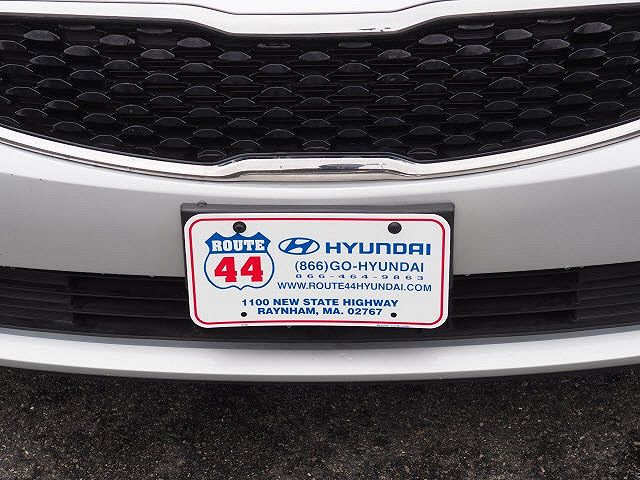 ROUTE
44
HYUNDAI
(866)GO-HYUNDAI
866-464-9863
WWW.ROUTE44HYUNDAI.COM
1100 NEW STATE HIGHWAY
RAYNHAM, MA. 02767